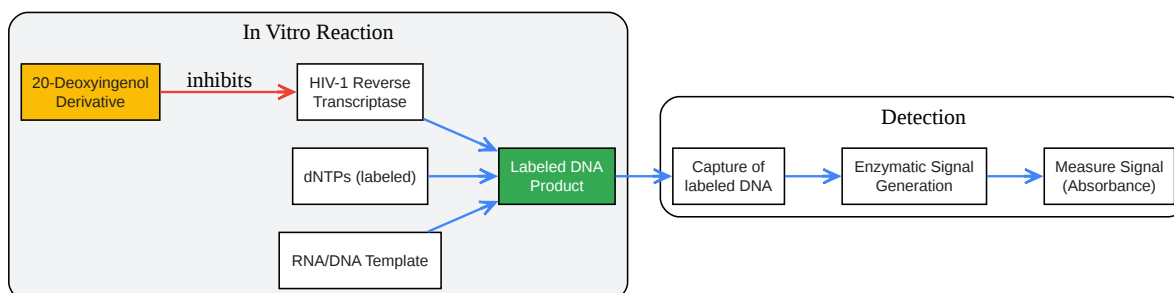 In Vitro Reaction
20-Deoxyingenol
Derivative
inhibits
HIV-1 Reverse
Transcriptase
dNTPs (labeled)
RNA/DNA Template
Labeled DNA
Product
Detection
Capture of
labeled DNA
Enzymatic Signal
Generation
Measure Signal
(Absorbance)